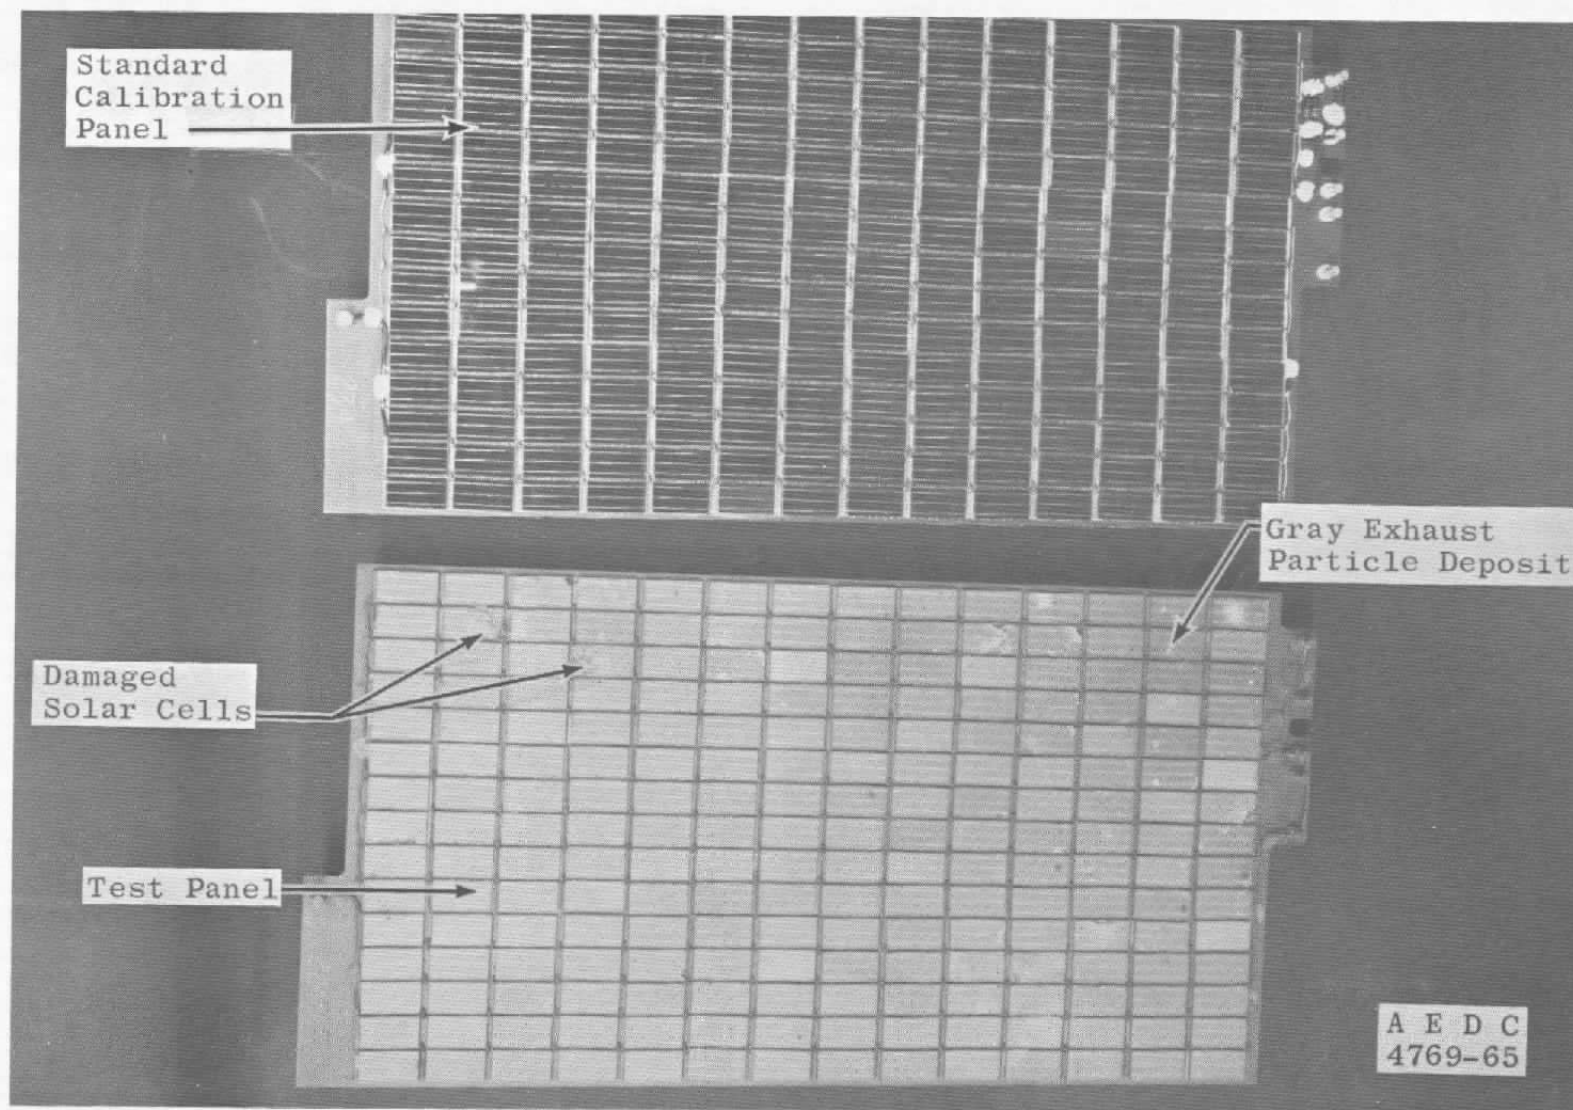 Standard
Calibration
Panel
Gray Exhaust
Particle Deposit
Damaged
Solar Cells
Test Panel
A E D C
4769-65